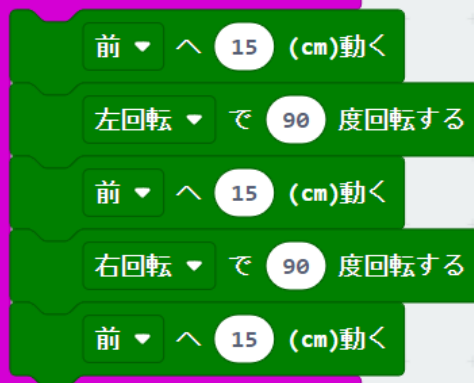 前 へ 15 (cm)動く
左回転 で 90 度回転する
前 へ 15 (cm)動く
右回転 で 90 度回転する
前 へ 15 (cm)動く